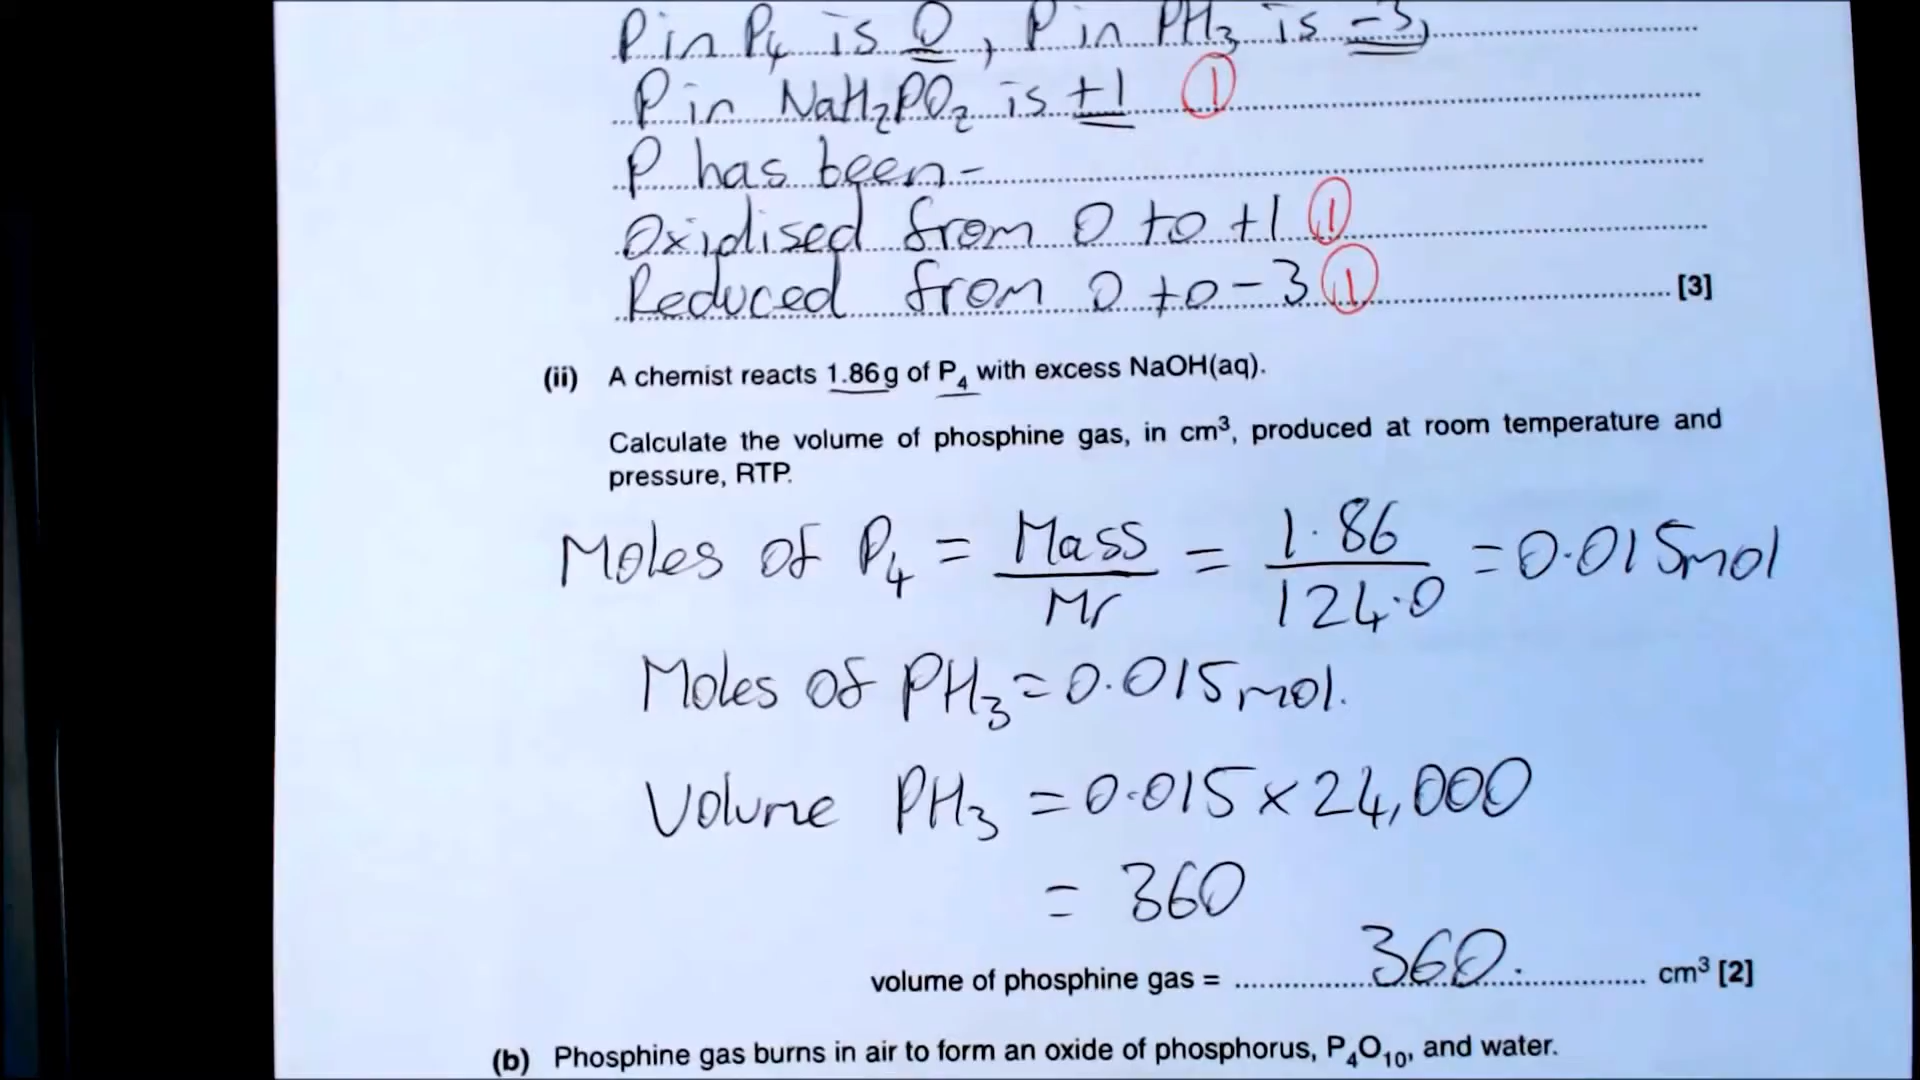 P in P4 is 0, P in PH3 is -3,
P in NaH2PO2 is +1 ①
P has been-
Oxidised from 0 to +1 ①
Reduced from 0 to -3 ① [3]
(ii) A chemist reacts 1.86g of P4 with excess NaOH(aq).
Calculate the volume of phosphine gas, in cm³, produced at room temperature and
pressure, RTP.
Moles of P4 = Mass/Mr = 1.86/124.0 = 0.015mol
Moles of PH3 = 0.015mol.
Volume PH3 = 0.015 × 24,000
= 360
volume of phosphine gas = 360. cm³ [2]
(b) Phosphine gas burns in air to form an oxide of phosphorus, P4O10, and water.